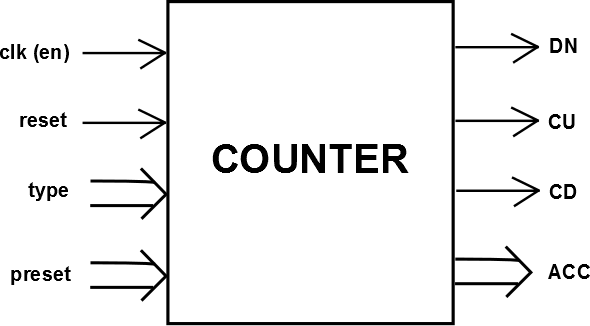 clk (en)
reset
type
preset
COUNTER
DN
CU
CD
ACC